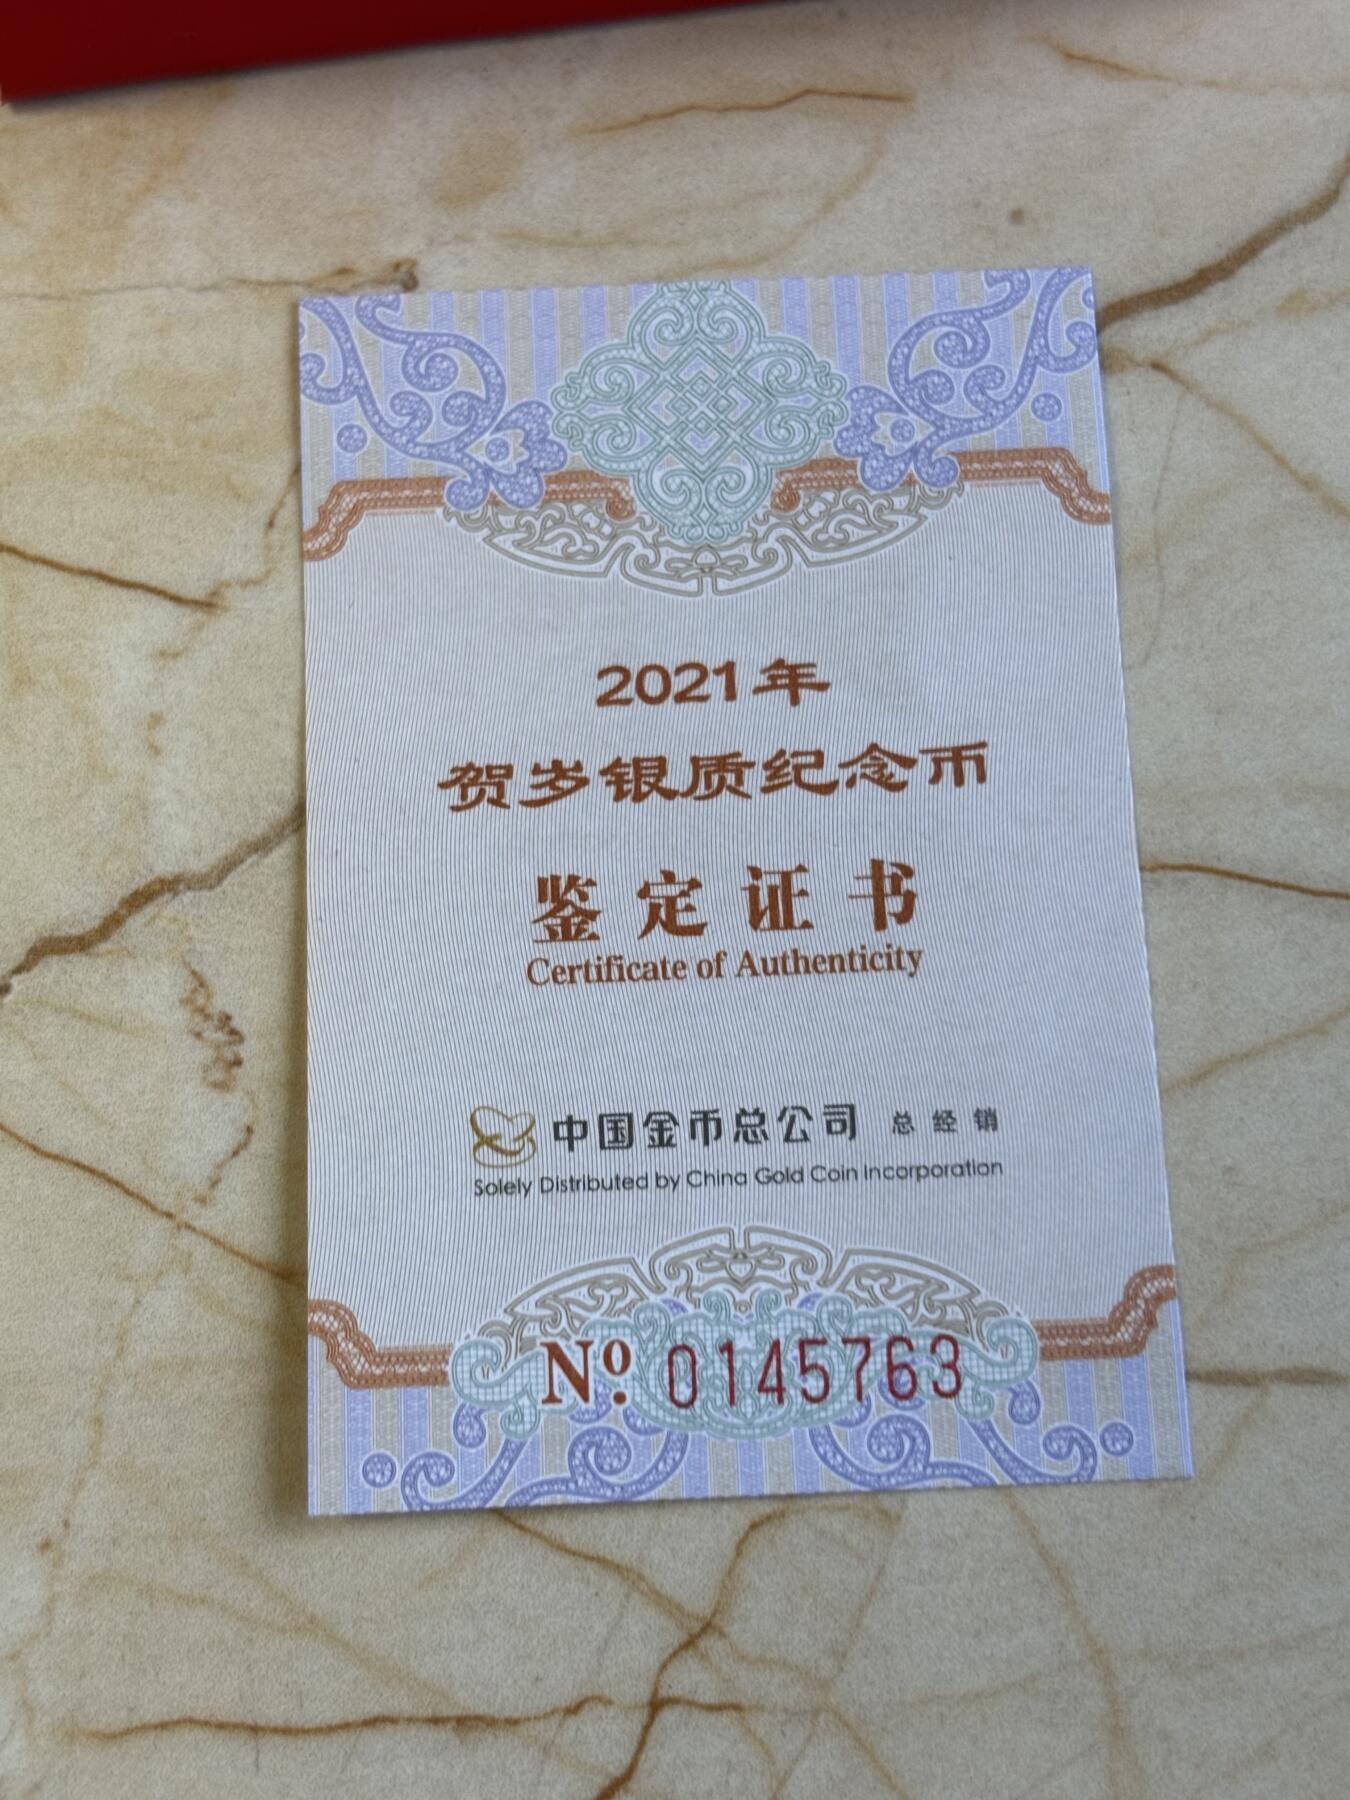 2021年
贺岁银质纪念币
鉴定证书
Certificate of Authenticity
中国金币总公司 总经销
Solely Distributed by China Gold Coin Incorporation
Nº. 0145763